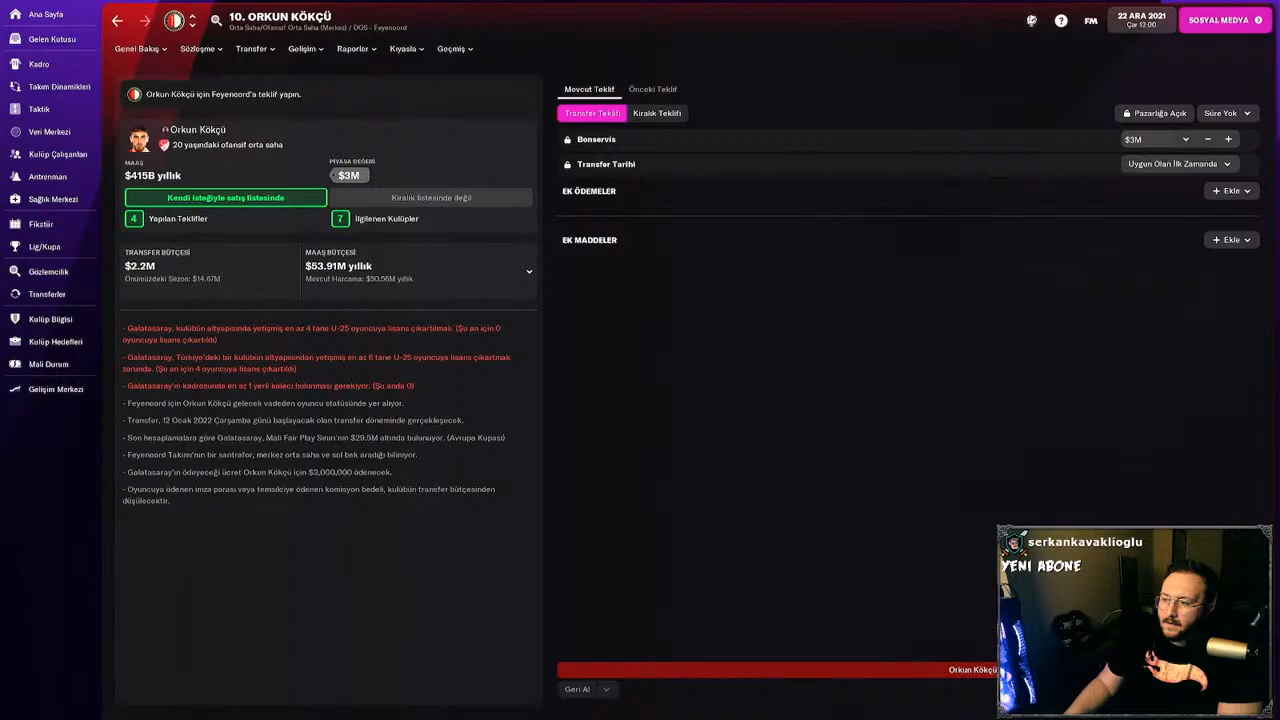 Ana Sayfa
Gelen Kutusu
Kadro
Takım Dinamikleri
Taktik
Veri Merkezi
Kulüp Çalışanları
Antrenman
Sağlık Merkezi
Fikstür
Lig/Kupa
Gözlemcilik
Transferler
Kulüp Bilgisi
Kulüp Hedefleri
Mali Durum
Gelişim Merkezi
10. ORKUN KÖKÇÜ
Orta Saha/Ofansif Orta Saha (Merkez) / DOS - Feyenoord
FM
22 ARA 2021
Çar 13:00
SOSYAL MEDYA
Genel Bakış
Sözleşme
Transfer
Gelişim
Raporlar
Kıyasla
Geçmiş
Orkun Kökçü için Feyenoord'a teklif yapın.
Orkun Kökçü
20 yaşındaki ofansif orta saha
MAAŞ
$415B yıllık
PİYASA DEĞERİ
$3M
Kendi isteğiyle satış listesinde
Kiralık listesinde değil
4 Yapılan Teklifler
7 İlgilenen Kulüpler
TRANSFER BÜTÇESİ
$2.2M
Önümüzdeki Sezon: $14.67M
MAAŞ BÜTÇESİ
$53.91M yıllık
Mevcut Harcama: $50.56M yıllık
- Galatasaray, kulübün altyapısında yetişmiş en az 4 tane U-25 oyuncuya lisans çıkartmalı. (Şu an için 0
oyuncuya lisans çıkartıldı)
- Galatasaray, Türkiye'deki bir kulübün altyapısından yetişmiş en az 6 tane U-25 oyuncuya lisans çıkartmak
zorunda. (Şu an için 4 oyuncuya lisans çıkartıldı)
- Galatasaray'ın kadrosunda en az 1 yerli kaleci bulunması gerekiyor. (Şu anda 0)
- Feyenoord için Orkun Kökçü gelecek vadeden oyuncu statüsünde yer alıyor.
- Transfer, 12 Ocak 2022 Çarşamba günü başlayacak olan transfer döneminde gerçekleşecek.
- Son hesaplamalara göre Galatasaray, Mali Fair Play Sınırı'nın $29.5M altında bulunuyor. (Avrupa Kupası)
- Feyenoord Takımı'nın bir santrafor, merkez orta saha ve sol bek aradığı biliniyor.
- Galatasaray'ın ödeyeceği ücret Orkun Kökçü için $3,000,000 ödenecek.
- Oyuncuya ödenen imza parası veya temsilciye ödenen komisyon bedeli, kulübün transfer bütçesinden
düşülecektir.
Mevcut Teklif
Önceki Teklif
Transfer Teklifi
Kiralık Teklifi
Pazarlığa Açık
Süre Yok
Bonservis
$3M
Transfer Tarihi
Uygun Olan İlk Zamanda
EK ÖDEMELER
+ Ekle
EK MADDELER
+ Ekle
Orkun Kökçü
Geri Al
serkankavaklioglu
YENİ ABONE